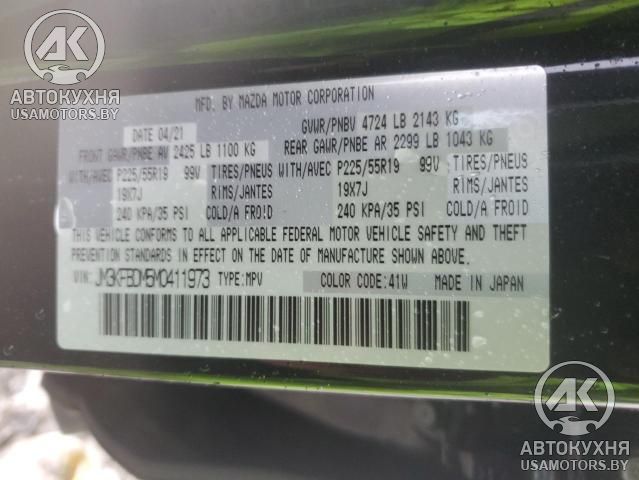 АВТОКУХНЯ
USAMOTORS.BY
MFD. BY MAZDA MOTOR CORPORATION
DATE 04/21 GVWR/PNBV 4724 LB 2143 KG
FRONT GAWR/PNBE AV 2425 LB 1100 KG REAR GAWR/PNBE AR 2299 LB 1043 KG
WITH/AVEC P225/55R19 99V TIRES/PNEUS WITH/AVEC P225/55R19 99V TIRES/PNEUS
19X7J RIMS/JANTES 19X7J RIMS/JANTES
240 KPA/35 PSI COLD/A FROID 240 KPA/35 PSI COLD/A FROID
THIS VEHICLE CONFORMS TO ALL APPLICABLE FEDERAL MOTOR VEHICLE SAFETY AND THEFT
PREVENTION STANDARDS IN EFFECT ON THE DATE OF MANUFACTURE SHOWN ABOVE.
VIN: JM3KFBDM5M0411973 TYPE:MPV COLOR CODE:41W MADE IN JAPAN
АВТОКУХНЯ
USAMOTORS.BY